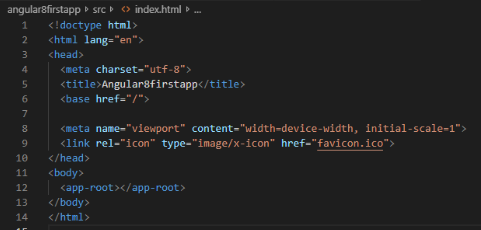 angular8firstapp > src > <> index.html > ...
1 <!doctype html>
2 <html lang="en">
3 <head>
4   <meta charset="utf-8">
5   <title>Angular8firstapp</title>
6   <base href="/">
7
8   <meta name="viewport" content="width=device-width, initial-scale=1">
9   <link rel="icon" type="image/x-icon" href="favicon.ico">
10 </head>
11 <body>
12   <app-root></app-root>
13 </body>
14 </html>
15